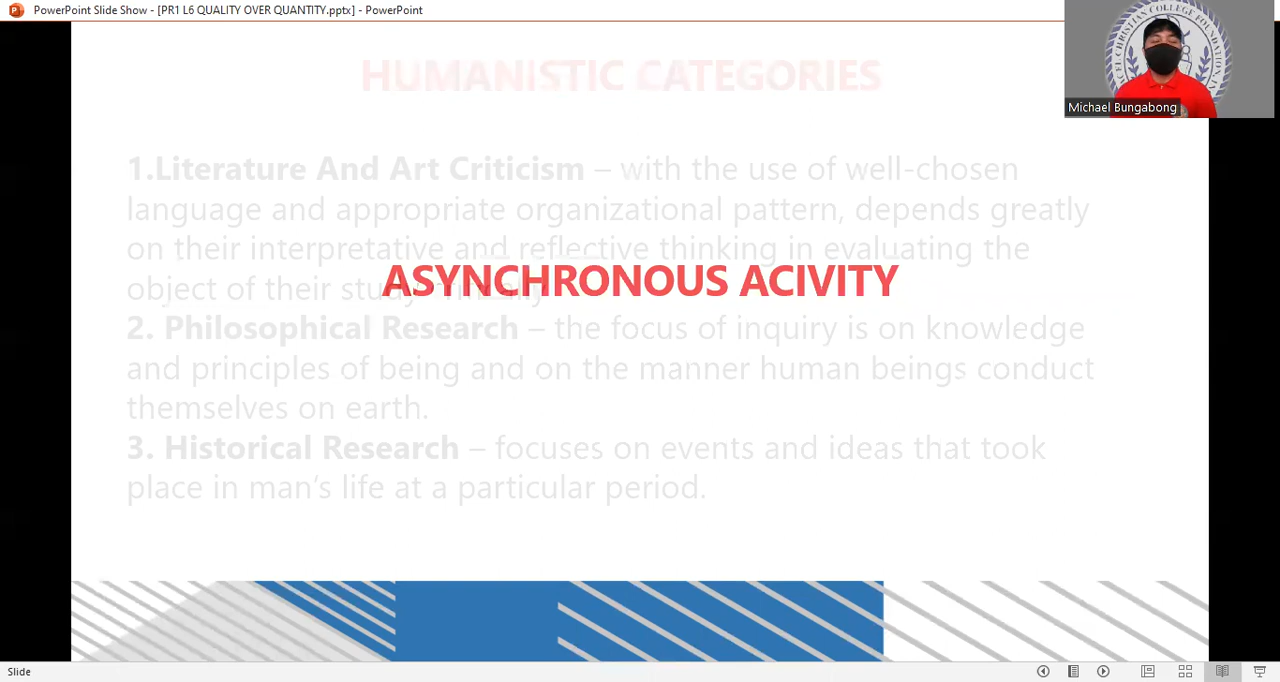 PowerPoint Slide Show - [PR1 L6 QUALITY OVER QUANTITY.pptx] - PowerPoint
HUMANISTIC CATEGORIES
Michael Bungabong
1.Literature And Art Criticism – with the use of well-chosen
language and appropriate organizational pattern, depends greatly
on their interpretative and reflective thinking in evaluating the
object of their study
ASYNCHRONOUS ACIVITY
2. Philosophical Research – the focus of inquiry is on knowledge
and principles of being and on the manner human beings conduct
themselves on earth.
3. Historical Research – focuses on events and ideas that took
place in man's life at a particular period.
Slide